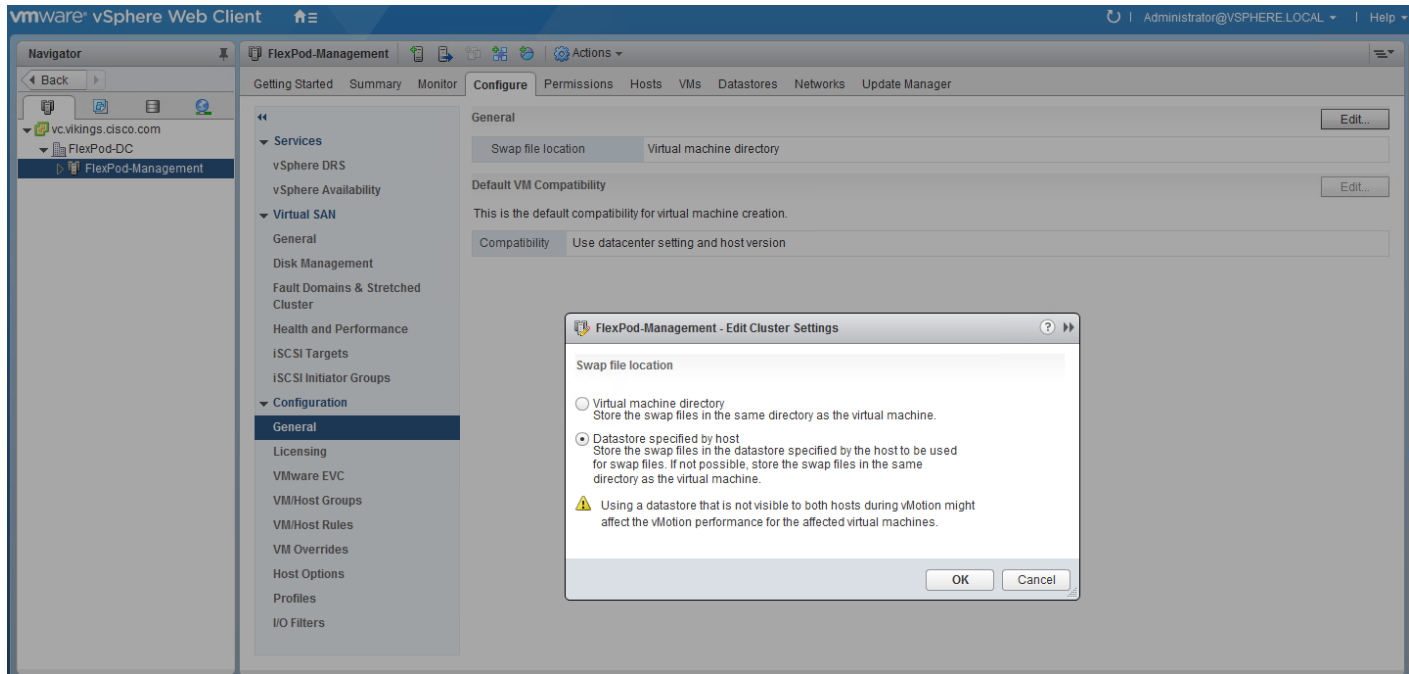 vmware® vSphere Web Client
Administrator@VSPHERE.LOCAL
Help
Navigator
Back
vc.vikings.cisco.com
FlexPod-DC
FlexPod-Management
FlexPod-Management
Actions
Getting Started Summary Monitor Configure Permissions Hosts VMs Datastores Networks Update Manager
Services
vSphere DRS
vSphere Availability
Virtual SAN
General
Disk Management
Fault Domains & Stretched
Cluster
Health and Performance
iSCSI Targets
iSCSI Initiator Groups
Configuration
General
Licensing
VMware EVC
VM/Host Groups
VM/Host Rules
VM Overrides
Host Options
Profiles
I/O Filters
General
Edit...
Swap file location Virtual machine directory
Default VM Compatibility
Edit...
This is the default compatibility for virtual machine creation.
Compatibility Use datacenter setting and host version
FlexPod-Management - Edit Cluster Settings
?
Swap file location
Virtual machine directory
Store the swap files in the same directory as the virtual machine.
Datastore specified by host
Store the swap files in the datastore specified by the host to be used
for swap files. If not possible, store the swap files in the same
directory as the virtual machine.
Using a datastore that is not visible to both hosts during vMotion might
affect the vMotion performance for the affected virtual machines.
OK Cancel